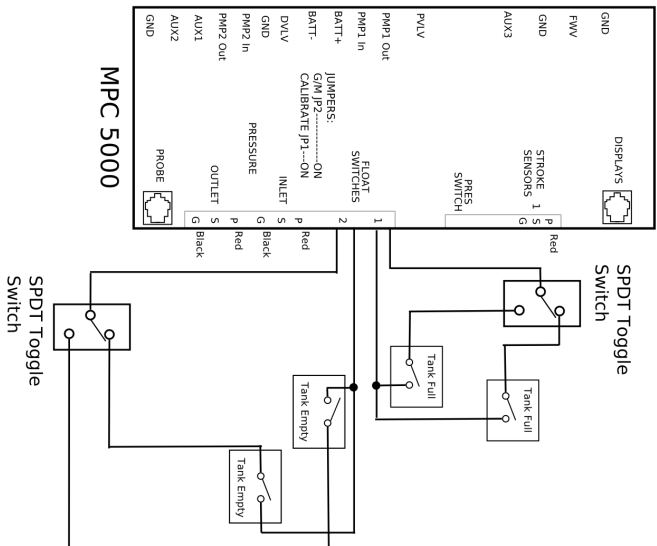 GND
AUX2
AUX1
PMP2 Out
PMP2 In
GND
DVLV
BATT-
BATT+
PMP1 In
PMP1 Out
PVLV
AUX3
GND
FWV
GND
JUMPERS:
G/M JP2----------ON
CALIBRATE JP1---ON
MPC 5000
PROBE
OUTLET
PRESSURE
INLET
FLOAT
SWITCHES
PRES
SWITCH
STROKE
SENSORS 1
DISPLAYS
G
S
P
G
S
P
2
1
P
S
G
Black
Red
Black
Red
Red
SPDT Toggle
Switch
SPDT Toggle
Switch
Tank Full
Tank Full
Tank Empty
Tank Empty